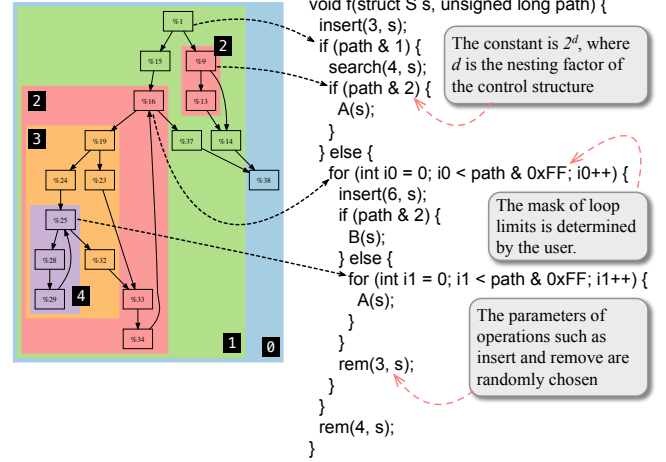 void f(struct S s, unsigned long path) {
insert(3, s);
if (path & 1) {
search(4, s);
if (path & 2) {
A(s);
}
} else {
for (int i0 = 0; i0 < path & 0xFF; i0++) {
insert(6, s);
if (path & 2) {
B(s);
} else {
for (int i1 = 0; i1 < path & 0xFF; i1++) {
A(s);
}
}
rem(3, s);
}
}
rem(4, s);
}
The constant is 2^d, where
d is the nesting factor of
the control structure
The mask of loop
limits is determined
by the user.
The parameters of
operations such as
insert and remove are
randomly chosen
%1
%15
%9
2
%16
%13
2
%37
%14
3
%19
%24
%23
%38
%25
%28
%32
%29
4
%33
%34
1
0